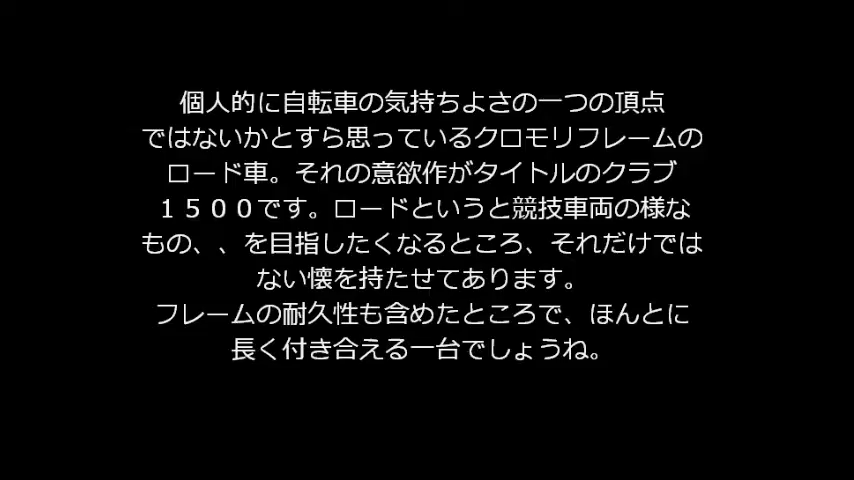 個人的に自転車の気持ちよさの一つの頂点
ではないかとすら思っているクロモリフレームの
ロード車。それの意欲作がタイトルのクラブ
１５００です。ロードというと競技車両の様な
もの、、を目指したくなるところ、それだけでは
ない懐を持たせてあります。
フレームの耐久性も含めたところで、ほんとに
長く付き合える一台でしょうね。